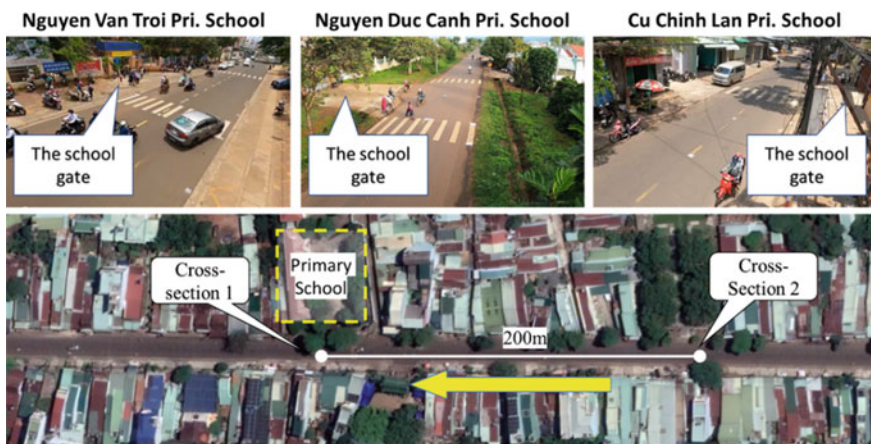 Nguyen Van Troi Pri. School
Nguyen Duc Canh Pri. School
Cu Chinh Lan Pri. School
The school
gate
The school
gate
The school
gate
Cross-
section 1
Primary
School
200m
Cross-
Section 2